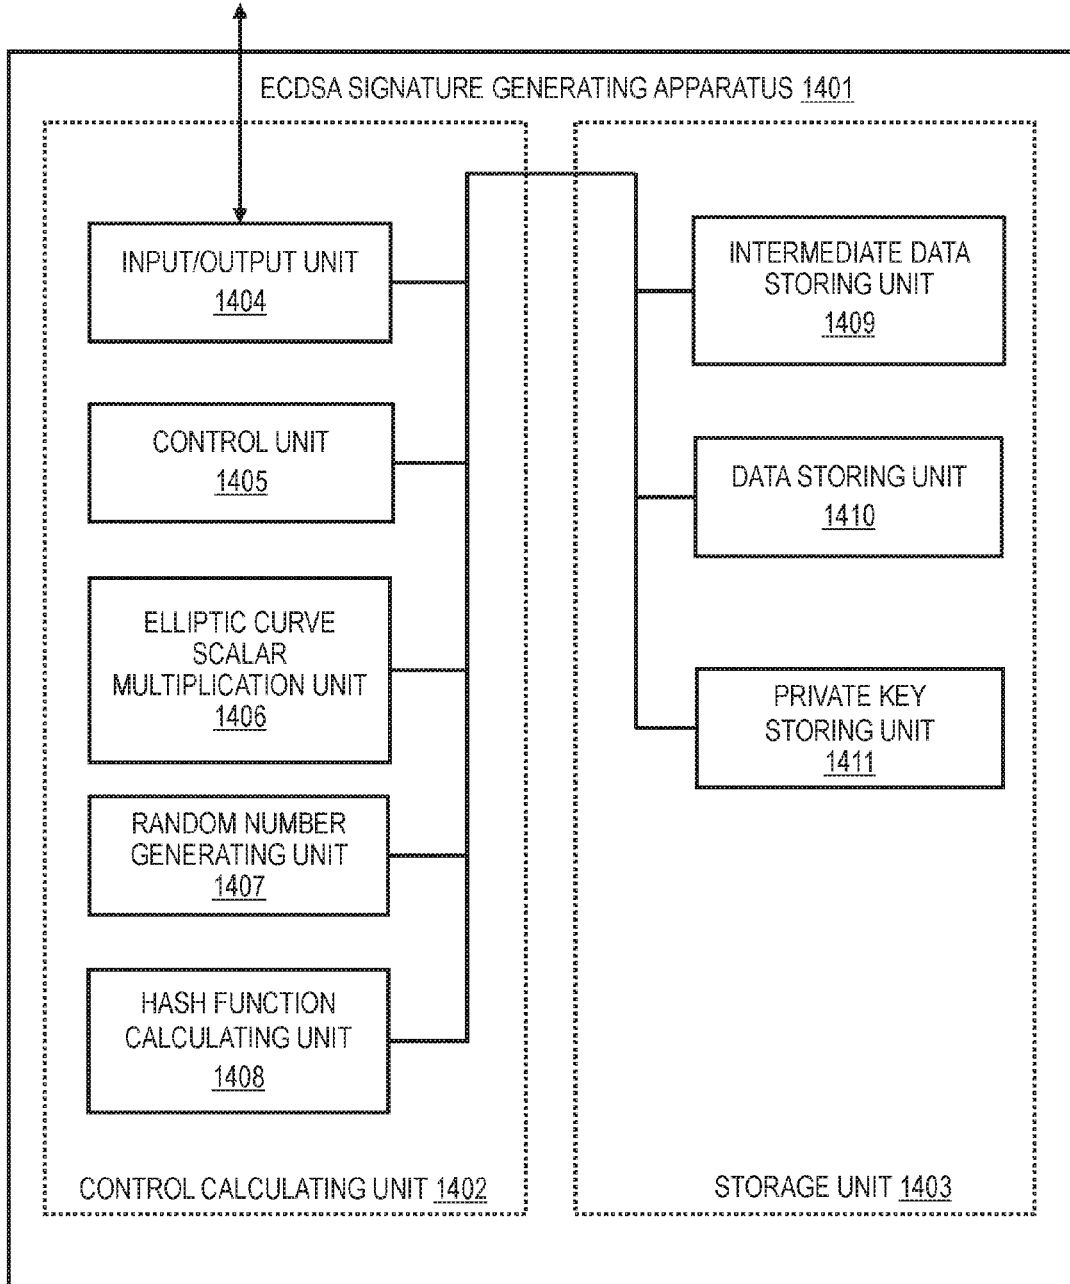 ECDSA SIGNATURE GENERATING APPARATUS 1401
INPUT/OUTPUT UNIT
1404
CONTROL UNIT
1405
ELLIPTIC CURVE
SCALAR
MULTIPLICATION UNIT
1406
RANDOM NUMBER
GENERATING UNIT
1407
HASH FUNCTION
CALCULATING UNIT
1408
CONTROL CALCULATING UNIT 1402
INTERMEDIATE DATA
STORING UNIT
1409
DATA STORING UNIT
1410
PRIVATE KEY
STORING UNIT
1411
STORAGE UNIT 1403